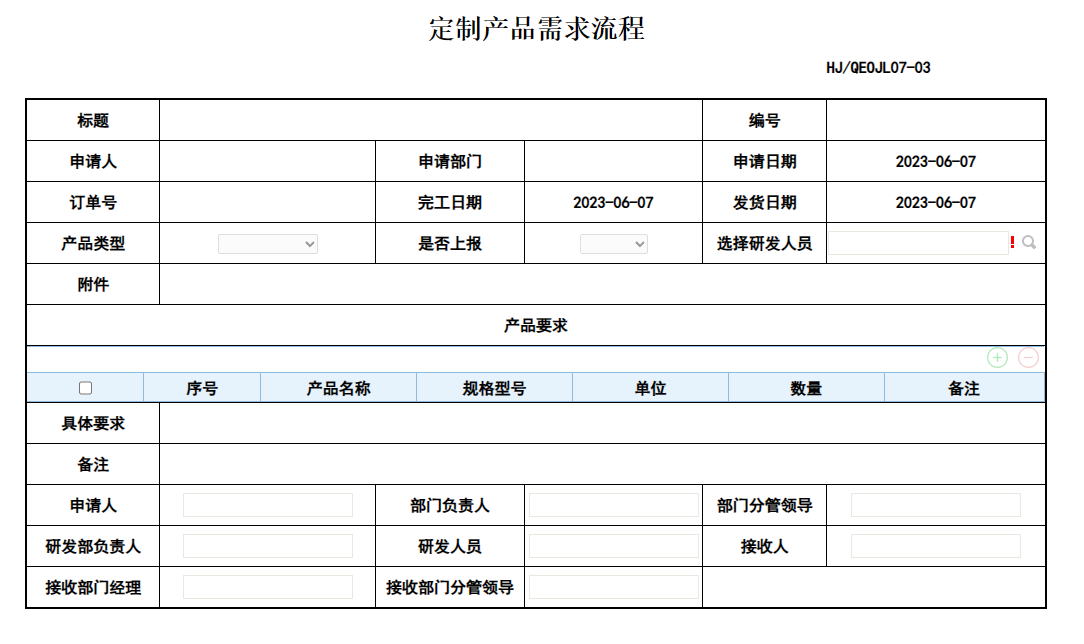 定制产品需求流程
HJ/QEOJL07-03
标题 编号
申请人 申请部门 申请日期 2023-06-07
订单号 完工日期 2023-06-07 发货日期 2023-06-07
产品类型 是否上报 选择研发人员 !
附件
产品要求
序号 产品名称 规格型号 单位 数量 备注
具体要求
备注
申请人 部门负责人 部门分管领导
研发部负责人 研发人员 接收人
接收部门经理 接收部门分管领导